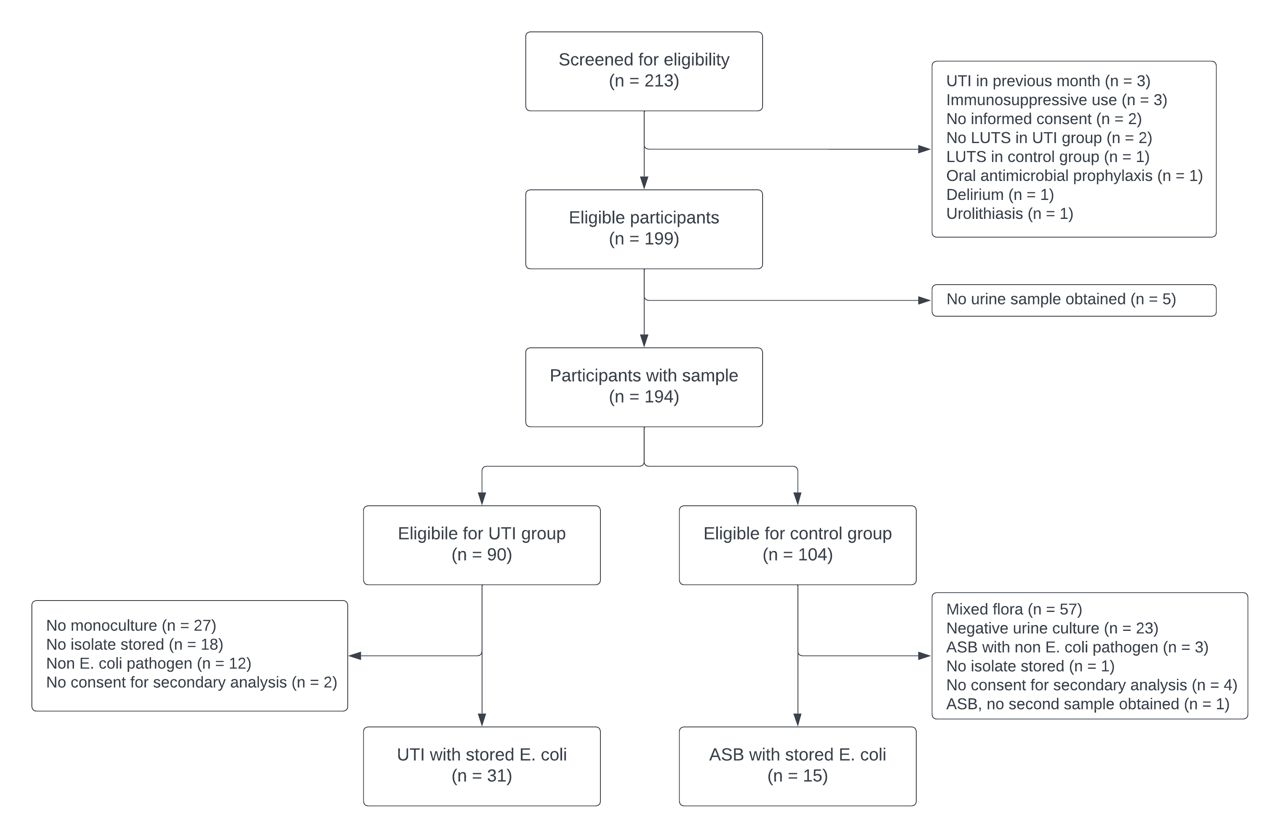 Screened for eligibility
(n = 213)
UTI in previous month (n = 3)
Immunosuppressive use (n = 3)
No informed consent (n = 2)
No LUTS in UTI group (n = 2)
LUTS in control group (n = 1)
Oral antimicrobial prophylaxis (n = 1)
Delirium (n = 1)
Urolithiasis (n = 1)
Eligible participants
(n = 199)
No urine sample obtained (n = 5)
Participants with sample
(n = 194)
Eligibile for UTI group
(n = 90)
Eligible for control group
(n = 104)
No monoculture (n = 27)
No isolate stored (n = 18)
Non E. coli pathogen (n = 12)
No consent for secondary analysis (n = 2)
Mixed flora (n = 57)
Negative urine culture (n = 23)
ASB with non E. coli pathogen (n = 3)
No isolate stored (n = 1)
No consent for secondary analysis (n = 4)
ASB, no second sample obtained (n = 1)
UTI with stored E. coli
(n = 31)
ASB with stored E. coli
(n = 15)